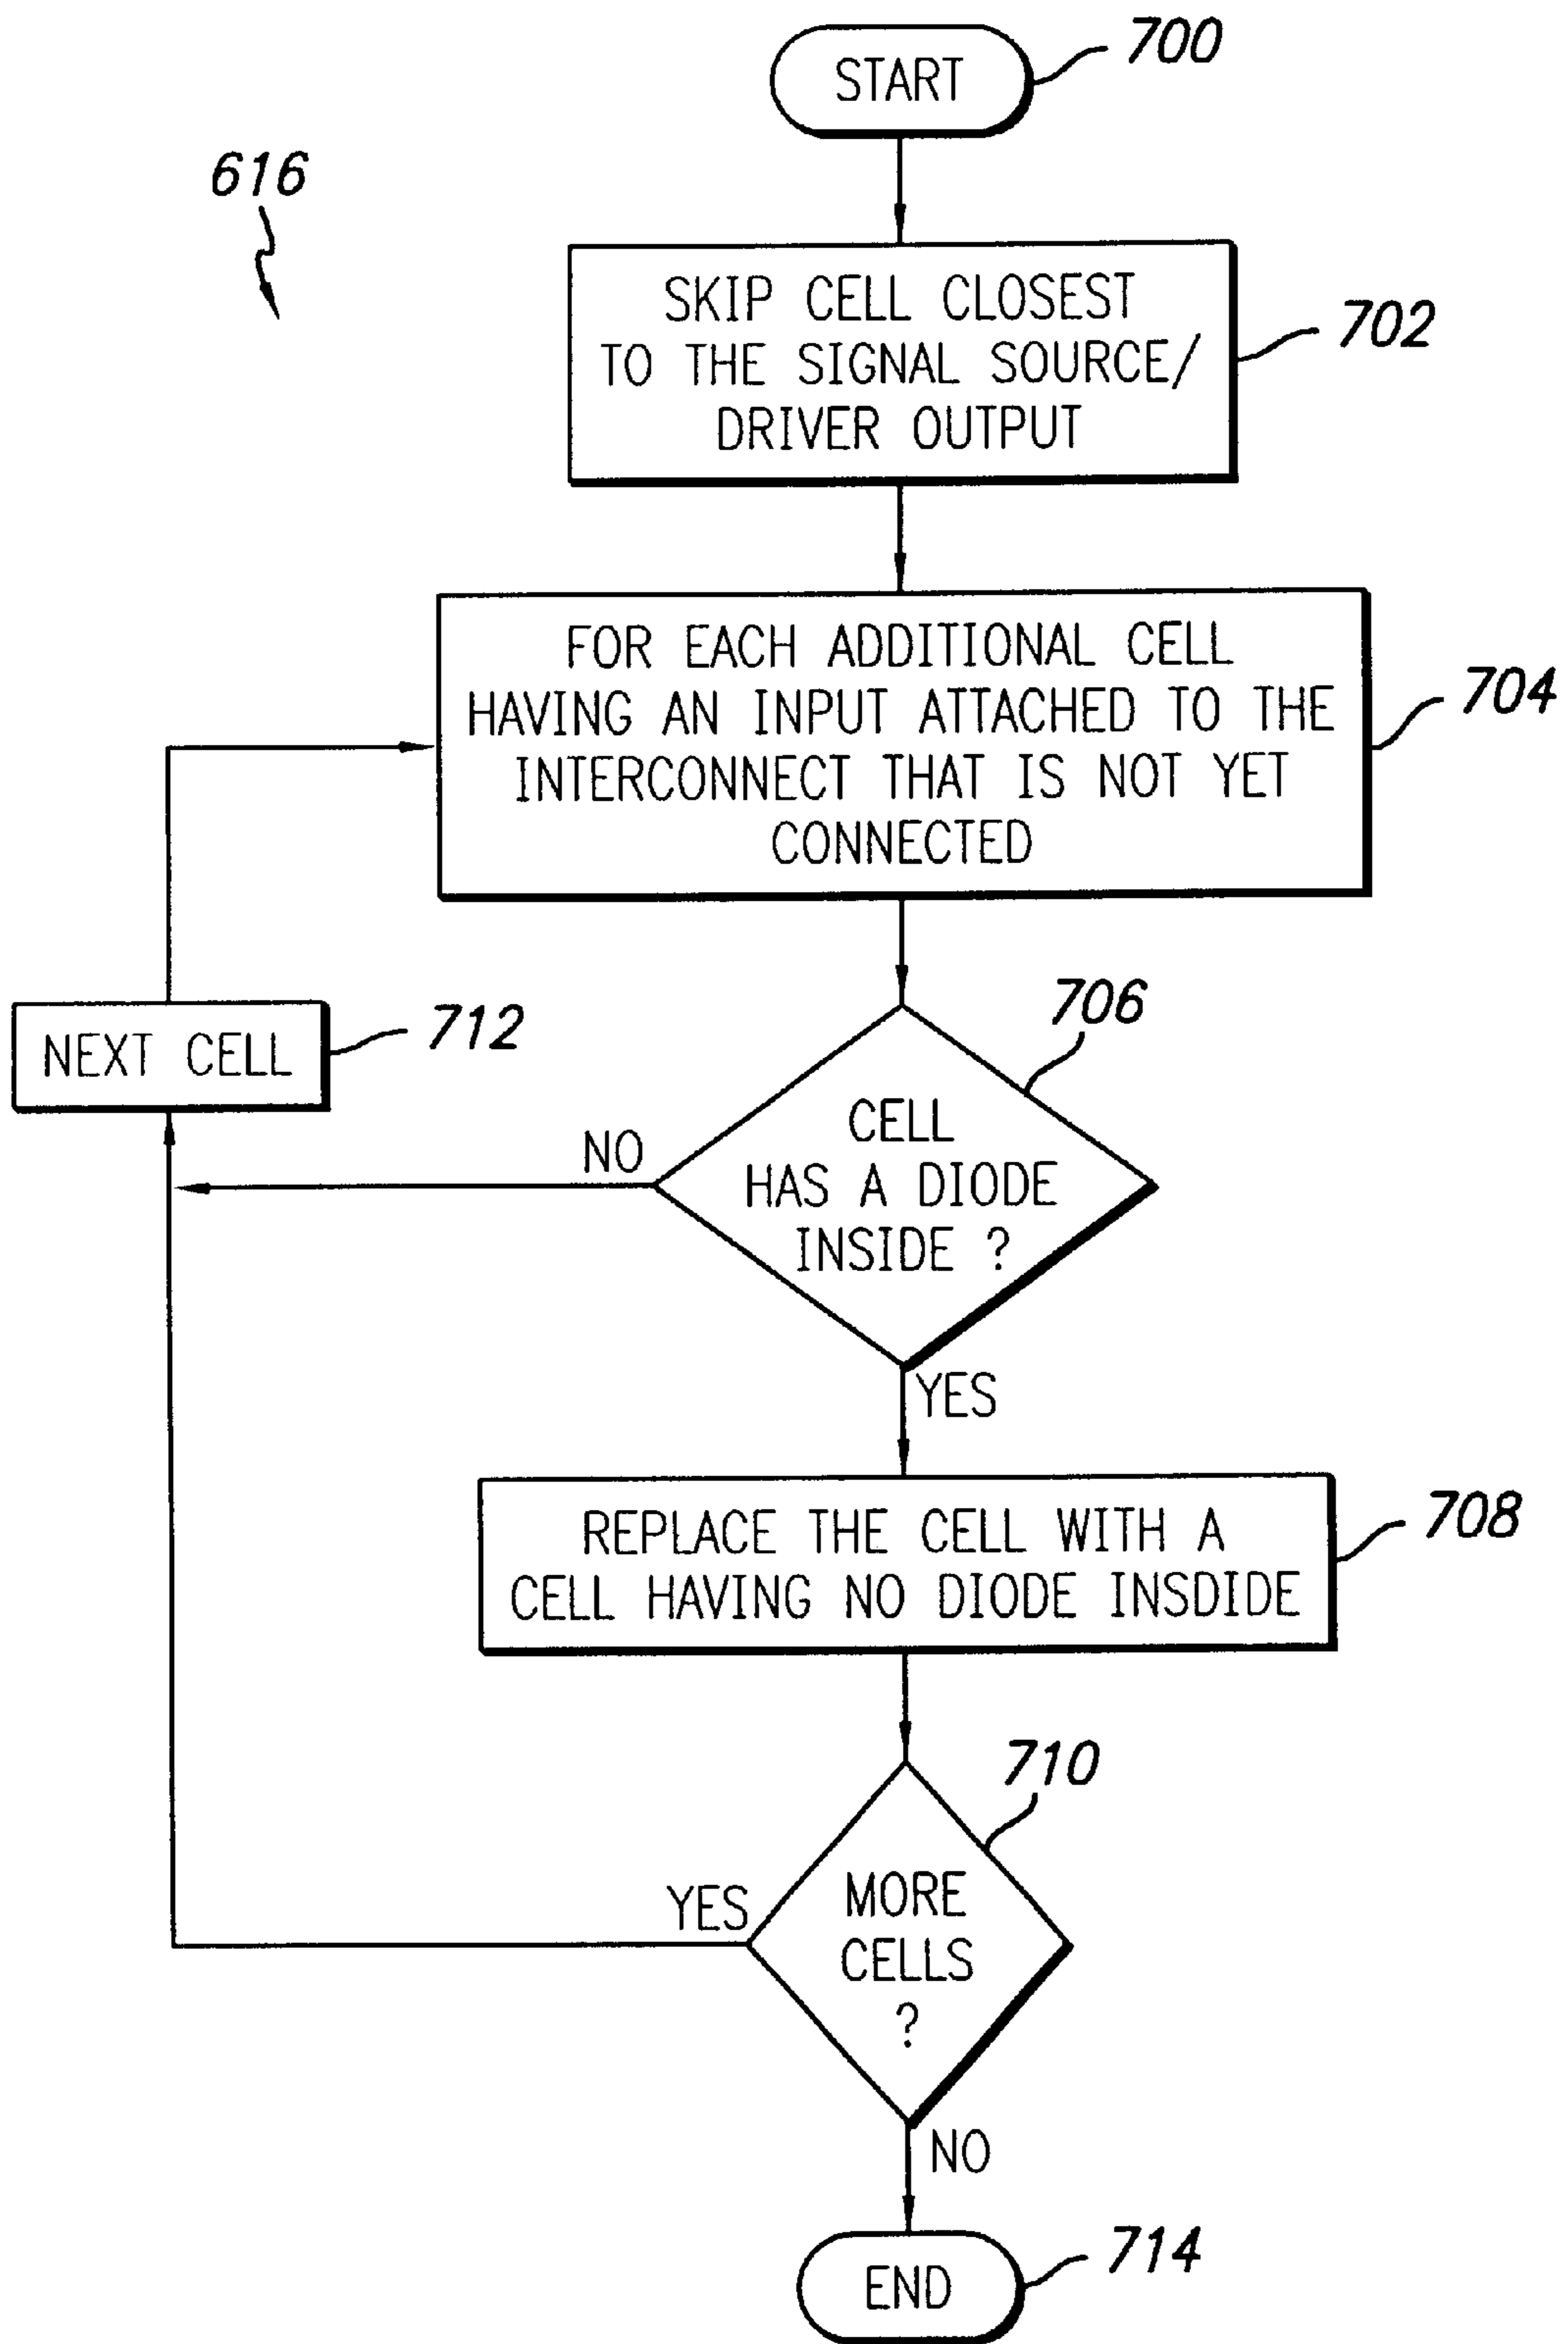 START
700
616
SKIP CELL CLOSEST
TO THE SIGNAL SOURCE/
DRIVER OUTPUT
702
FOR EACH ADDITIONAL CELL
HAVING AN INPUT ATTACHED TO THE
INTERCONNECT THAT IS NOT YET
CONNECTED
704
NEXT CELL
712
706
CELL
HAS A DIODE
INSIDE ?
NO
YES
REPLACE THE CELL WITH A
CELL HAVING NO DIODE INSDIDE
708
710
MORE
CELLS
?
YES
NO
END
714